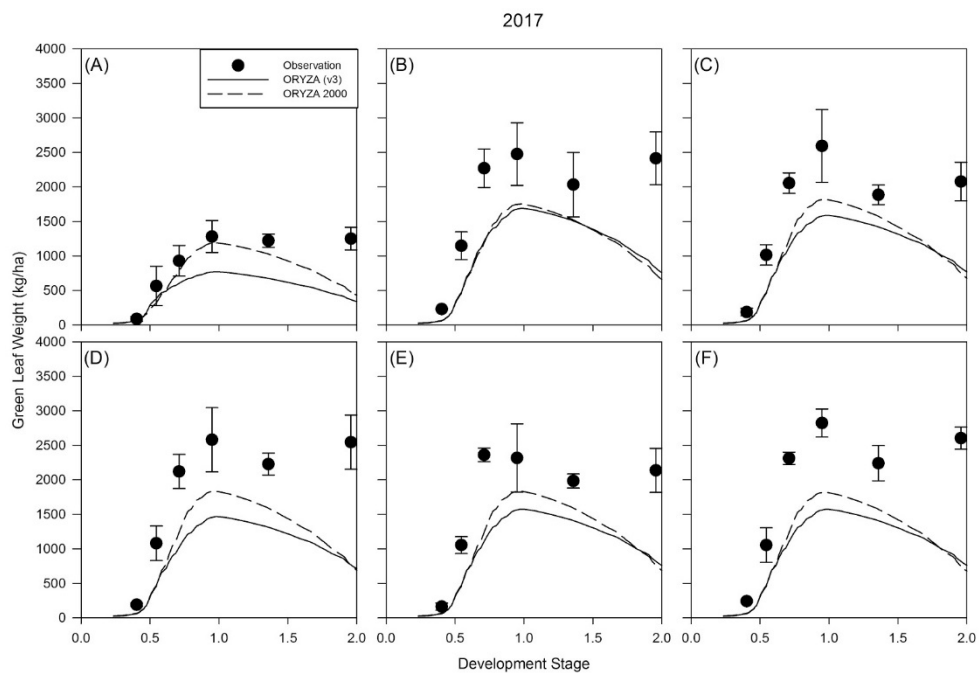 2017
Green Leaf Weight (kg/ha)
4000
3500
3000
2500
2000
1500
1000
500
0
(A)
Observation
ORYZA (v3)
ORYZA 2000
(B)
(C)
4000
3500
3000
2500
2000
1500
1000
500
0
(D)
(E)
(F)
0.0 0.5 1.0 1.5 2.0 0.0 0.5 1.0 1.5 2.0 0.0 0.5 1.0 1.5 2.0
Development Stage